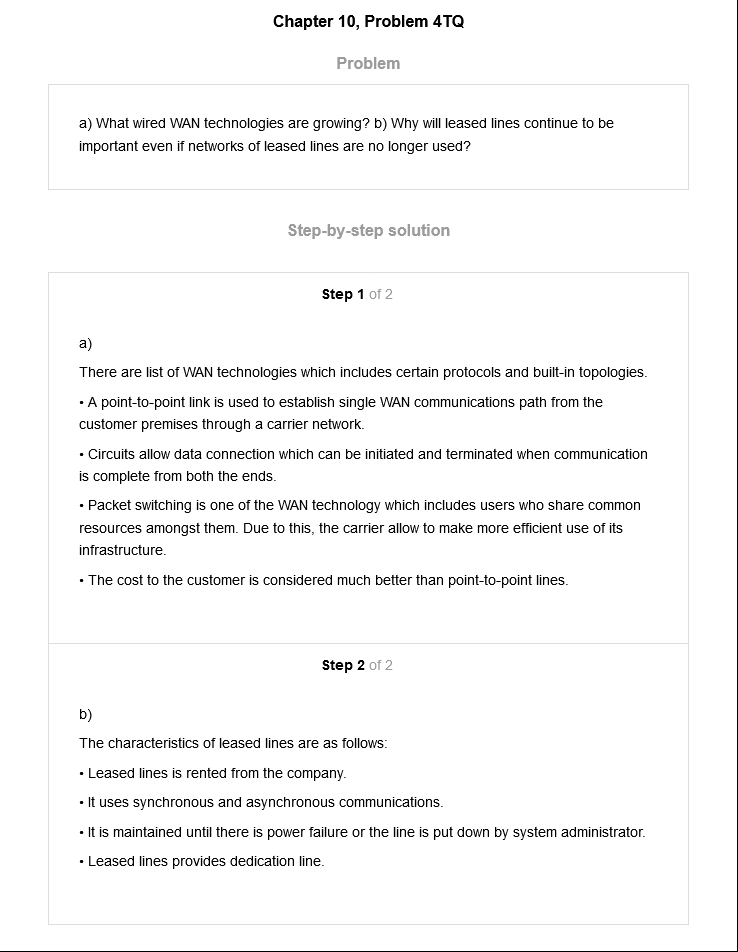 Chapter 10, Problem 4TQ
Problem
a) What wired WAN technologies are growing? b) Why will leased lines continue to be
important even if networks of leased lines are no longer used?
Step-by-step solution
Step 1 of 2
a)
There are list of WAN technologies which includes certain protocols and built-in topologies.
• A point-to-point link is used to establish single WAN communications path from the
customer premises through a carrier network.
• Circuits allow data connection which can be initiated and terminated when communication
is complete from both the ends.
• Packet switching is one of the WAN technology which includes users who share common
resources amongst them. Due to this, the carrier allow to make more efficient use of its
infrastructure.
• The cost to the customer is considered much better than point-to-point lines.
Step 2 of 2
b)
The characteristics of leased lines are as follows:
• Leased lines is rented from the company.
• It uses synchronous and asynchronous communications.
• It is maintained until there is power failure or the line is put down by system administrator.
• Leased lines provides dedication line.